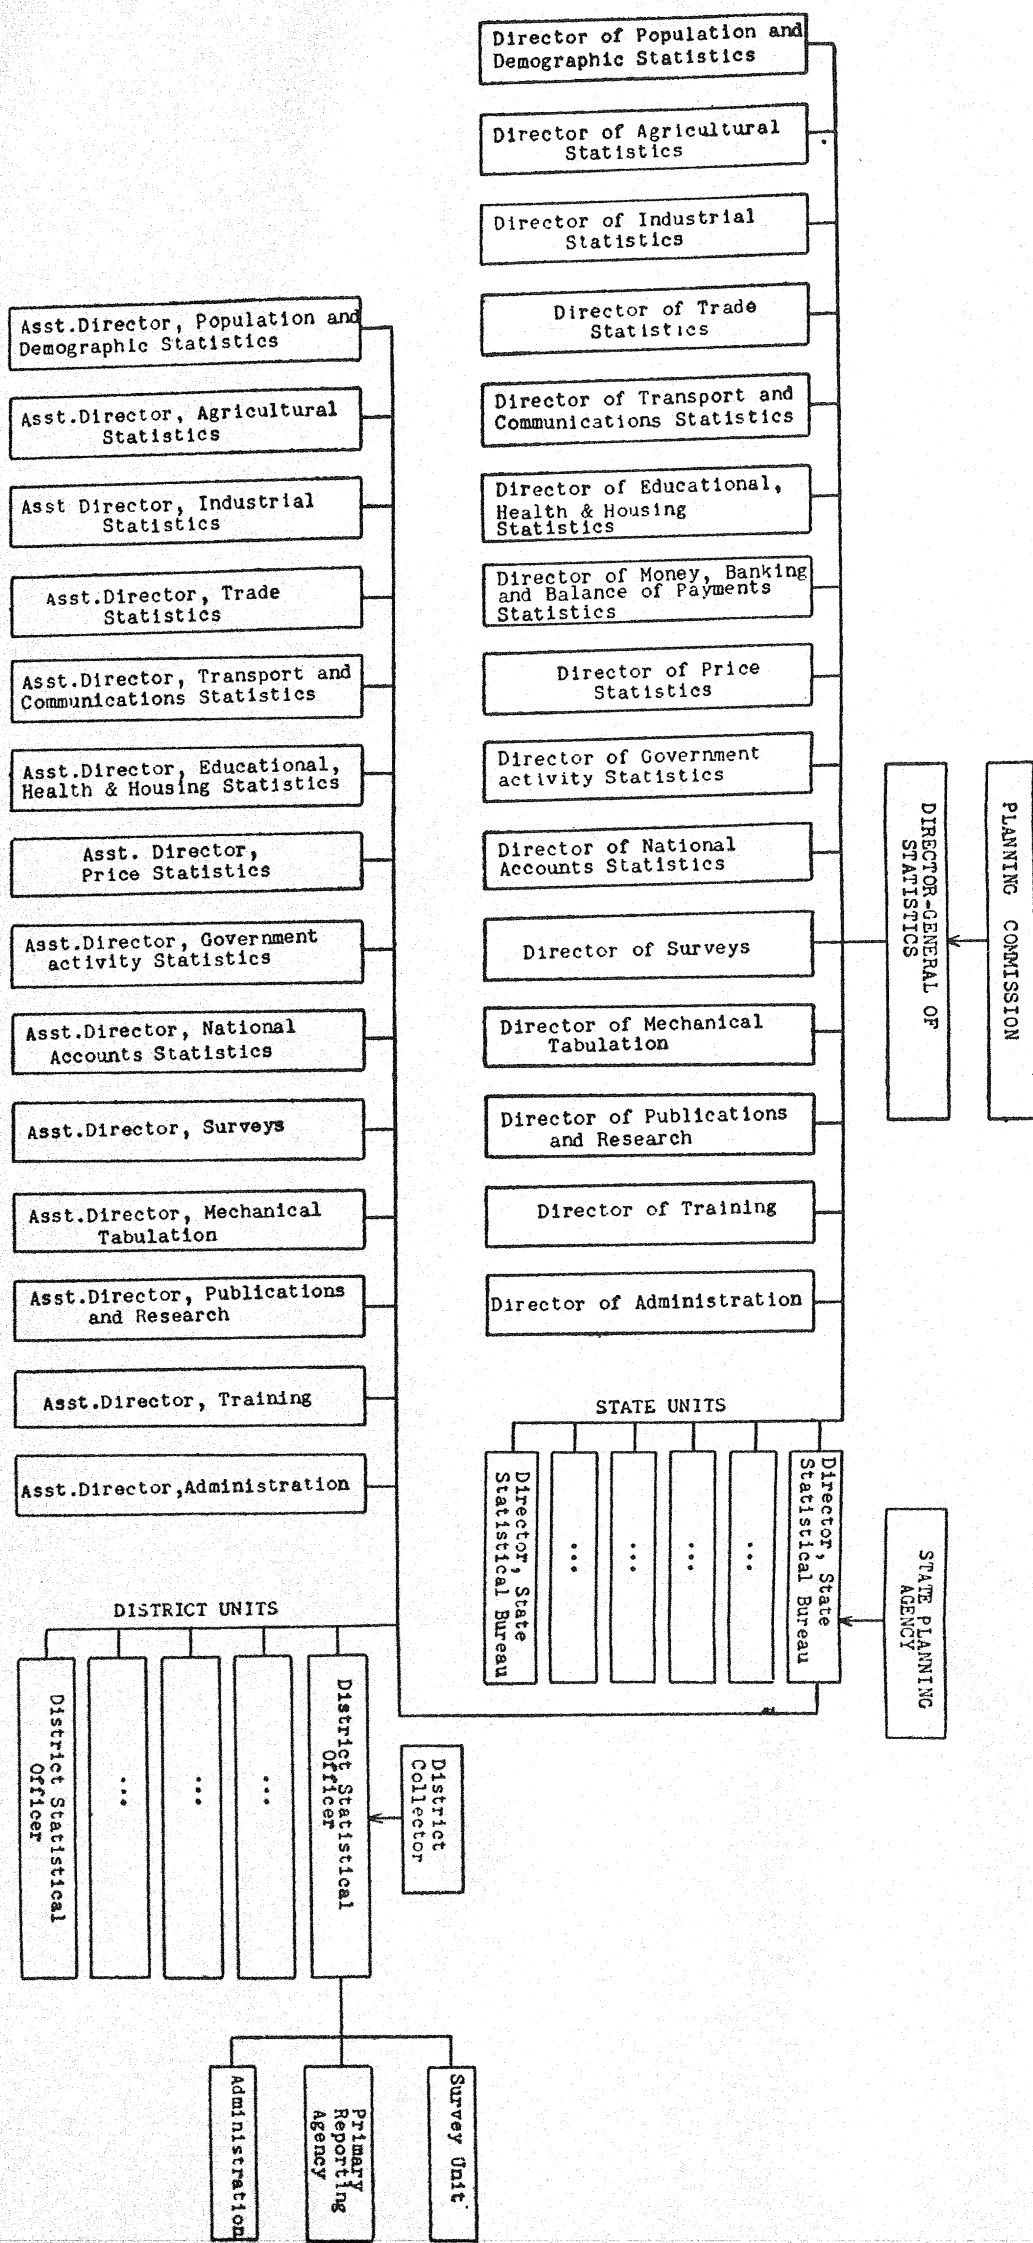 PLANNING COMMISSION
DIRECTOR-GENERAL OF
STATISTICS
Director of Population and
Demographic Statistics
Director of Agricultural
Statistics
Director of Industrial
Statistics
Director of Trade
Statistics
Director of Transport and
Communications Statistics
Director of Educational,
Health & Housing
Statistics
Director of Money, Banking
and Balance of Payments
Statistics
Director of Price
Statistics
Director of Government
activity Statistics
Director of National
Accounts Statistics
Director of Surveys
Director of Mechanical
Tabulation
Director of Publications
and Research
Director of Training
Director of Administration
STATE UNITS
Director, State
Statistical Bureau
...
...
...
...
Director, State
Statistical Bureau
STATE PLANNING
AGENCY
Asst.Director, Population and
Demographic Statistics
Asst.Director, Agricultural
Statistics
Asst Director, Industrial
Statistics
Asst.Director, Trade
Statistics
Asst.Director, Transport and
Communications Statistics
Asst.Director, Educational,
Health & Housing Statistics
Asst. Director,
Price Statistics
Asst.Director, Government
activity Statistics
Asst.Director, National
Accounts Statistics
Asst.Director, Surveys
Asst.Director, Mechanical
Tabulation
Asst.Director, Publications
and Research
Asst.Director, Training
Asst.Director,Administration
DISTRICT UNITS
District Statistical
Officer
...
...
...
District Statistical
Officer
District
Collector
Survey Unit
Primary
Reporting
Agency
Administration